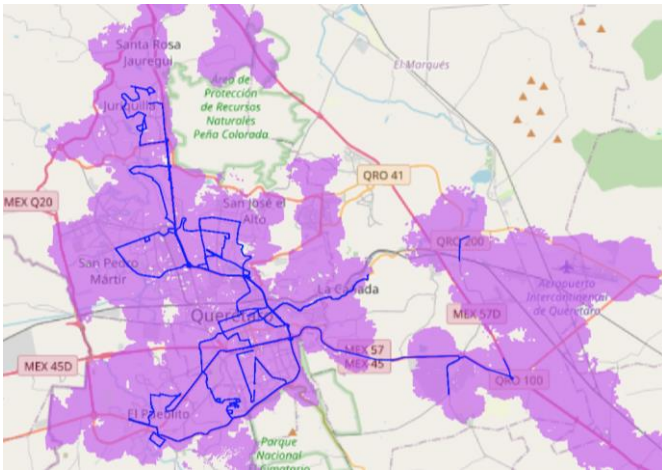 Santa Rosa
Jauregui
El Marqués
Área de
Protección
de Recursos
Naturales
Peña Colorada
Juriquilla
QRO 41
MEX Q20
San José el
Alto
QRO 200
San Pedro
Mártir
La Cañada
Aeropuerto
Intercontinental
de Querétaro
Querétaro
MEX 57D
MEX 45D
MEX 57
MEX 45
QRO 100
El Pueblito
Parque
Nacional